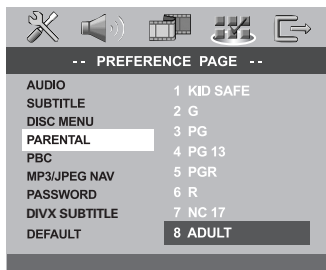 -- PREFERENCE PAGE --
AUDIO
SUBTITLE
DISC MENU
PARENTAL
PBC
MP3/JPEG NAV
PASSWORD
DIVX SUBTITLE
DEFAULT
1 KID SAFE
2 G
3 PG
4 PG 13
5 PGR
6 R
7 NC 17
8 ADULT